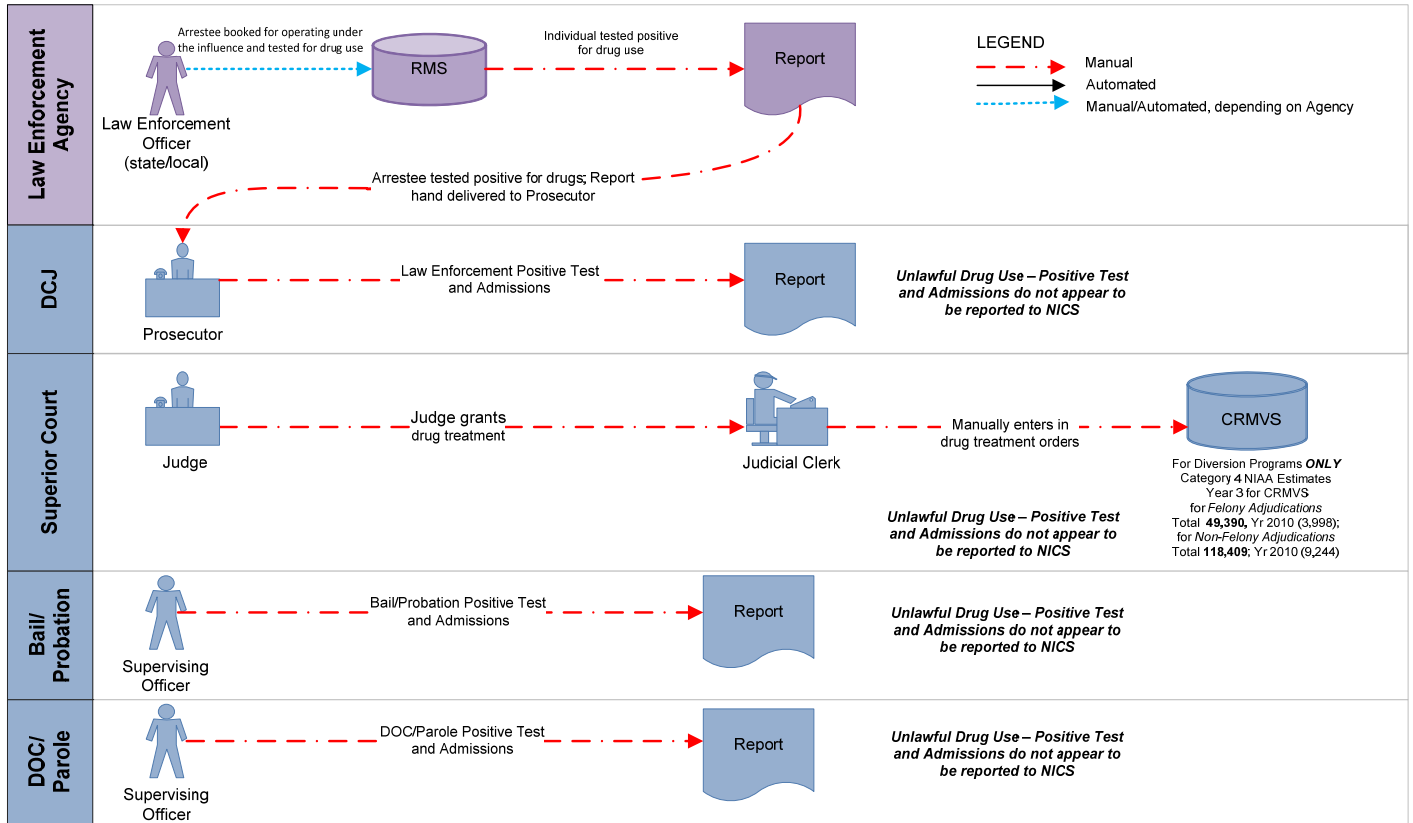 Law Enforcement
Agency
Arrestee booked for operating under
the influence and tested for drug use
RMS
Individual tested positive
for drug use
Report
Law Enforcement
Officer
(state/local)
Arrestee tested positive for drugs; Report
hand delivered to Prosecutor
LEGEND
Manual
Automated
Manual/Automated, depending on Agency
DCJ
Prosecutor
Law Enforcement Positive Test
and Admissions
Report
Unlawful Drug Use – Positive Test
and Admissions do not appear to
be reported to NICS
Superior Court
Judge
Judge grants
drug treatment
Judicial Clerk
Manually enters in
drug treatment orders
CRMVS
For Diversion Programs ONLY
Category 4 NIAA Estimates
Year 3 for CRMVS
for Felony Adjudications
Total 49,390, Yr 2010 (3,998);
for Non-Felony Adjudications
Total 118,409; Yr 2010 (9,244)
Unlawful Drug Use – Positive Test
and Admissions do not appear to
be reported to NICS
Bail/
Probation
Supervising
Officer
Bail/Probation Positive Test
and Admissions
Report
Unlawful Drug Use – Positive Test
and Admissions do not appear to
be reported to NICS
DOC/
Parole
Supervising
Officer
DOC/Parole Positive Test
and Admissions
Report
Unlawful Drug Use – Positive Test
and Admissions do not appear to
be reported to NICS